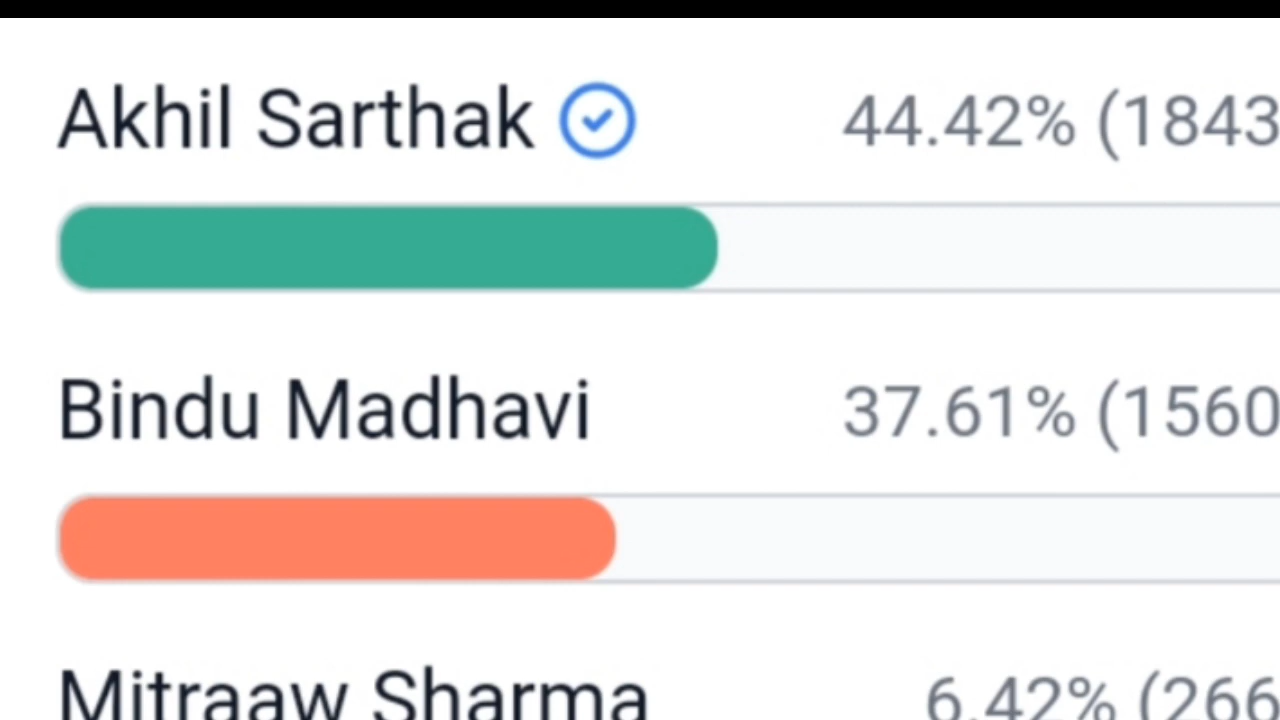 Akhil Sarthak 44.42% (1843
Bindu Madhavi 37.61% (1560
Mitraaw Sharma 6.42% (266